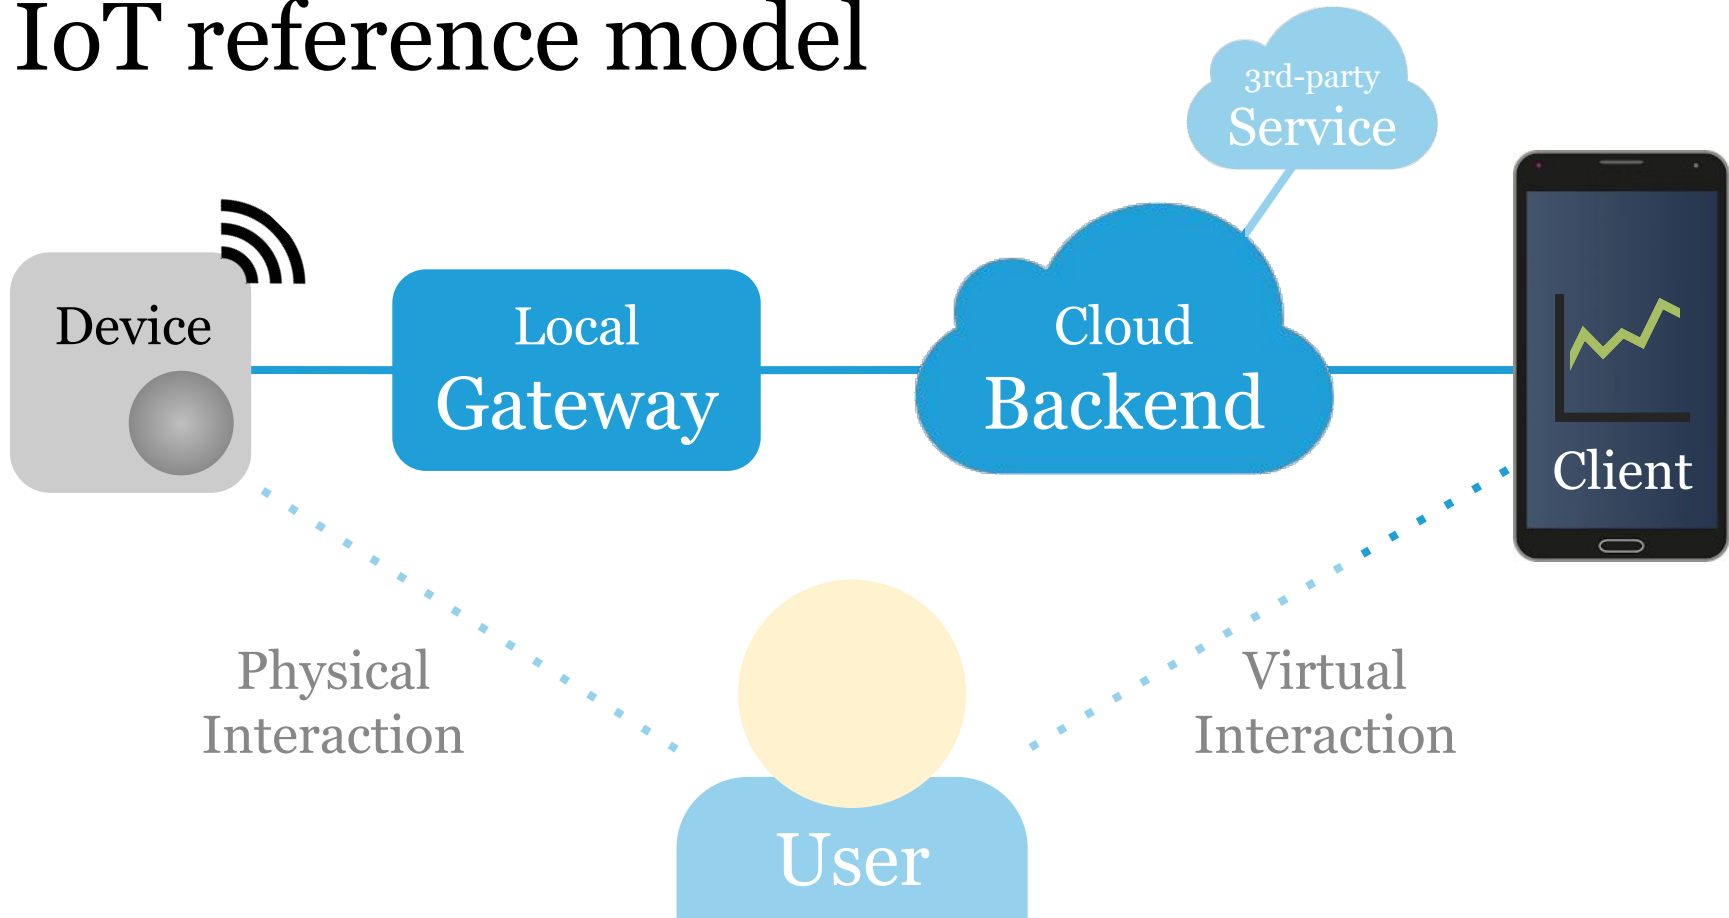 IoT reference model
3rd-party
Service
Device
Local
Gateway
Cloud
Backend
Client
Physical
Interaction
Virtual
Interaction
User